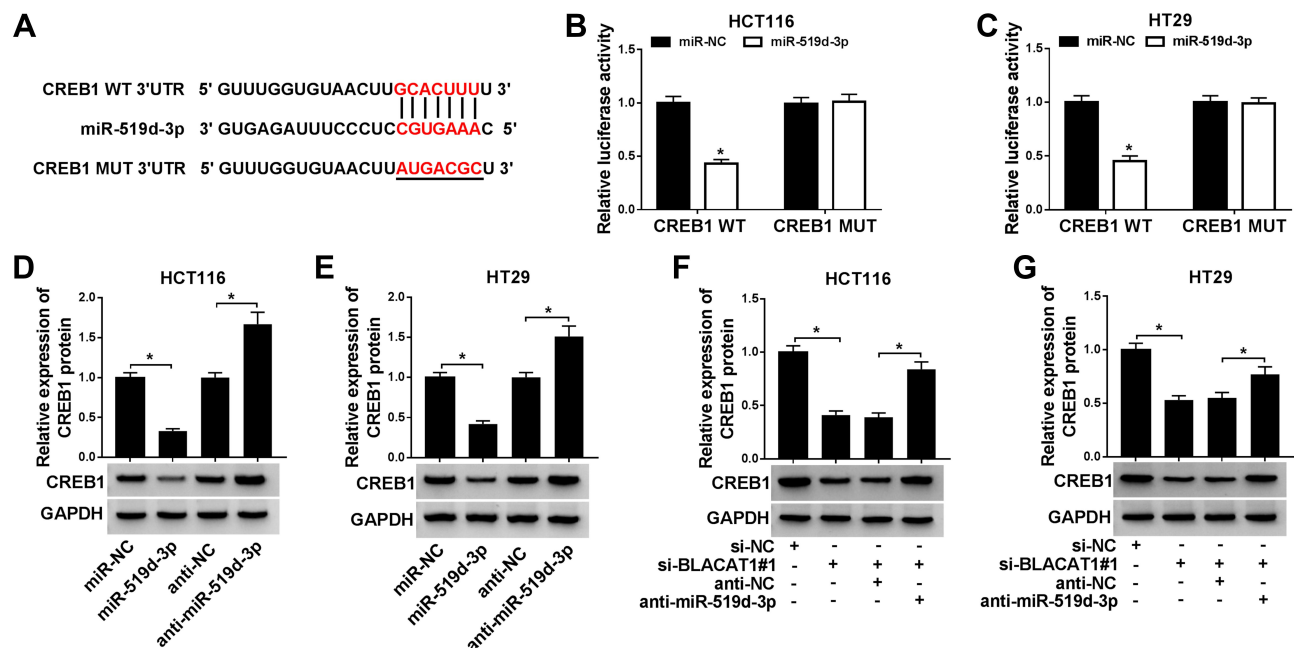 A
CREB1 WT 3'UTR 5' GUUUGGUGUAACUUGCACUUUU 3'
miR-519d-3p 3' GUGAGAUUUCCCUCCGUGAAAC 5'
CREB1 MUT 3'UTR 5' GUUUGGUGUAACUUAUGACGCU 3'
B
HCT116
miR-NC miR-519d-3p
Relative luciferase activity
1.5
1.0
0.5
0.0
*
CREB1 WT CREB1 MUT
C
HT29
miR-NC miR-519d-3p
Relative luciferase activity
1.5
1.0
0.5
0.0
*
CREB1 WT CREB1 MUT
D
HCT116
Relative expression of
CREB1 protein
2.0
1.5
1.0
0.5
0.0
* *
CREB1
GAPDH
miR-NC
miR-519d-3p
anti-NC
anti-miR-519d-3p
E
HT29
Relative expression of
CREB1 protein
2.0
1.5
1.0
0.5
0.0
* *
CREB1
GAPDH
miR-NC
miR-519d-3p
anti-NC
anti-miR-519d-3p
F
HCT116
Relative expression of
CREB1 protein
1.5
1.0
0.5
0.0
* *
CREB1
GAPDH
si-NC + - - -
si-BLACAT1#1 - + + +
anti-NC - - + -
anti-miR-519d-3p - - - +
G
HT29
Relative expression of
CREB1 protein
1.5
1.0
0.5
0.0
* *
CREB1
GAPDH
si-NC + - - -
si-BLACAT1#1 - + + +
anti-NC - - + -
anti-miR-519d-3p - - - +